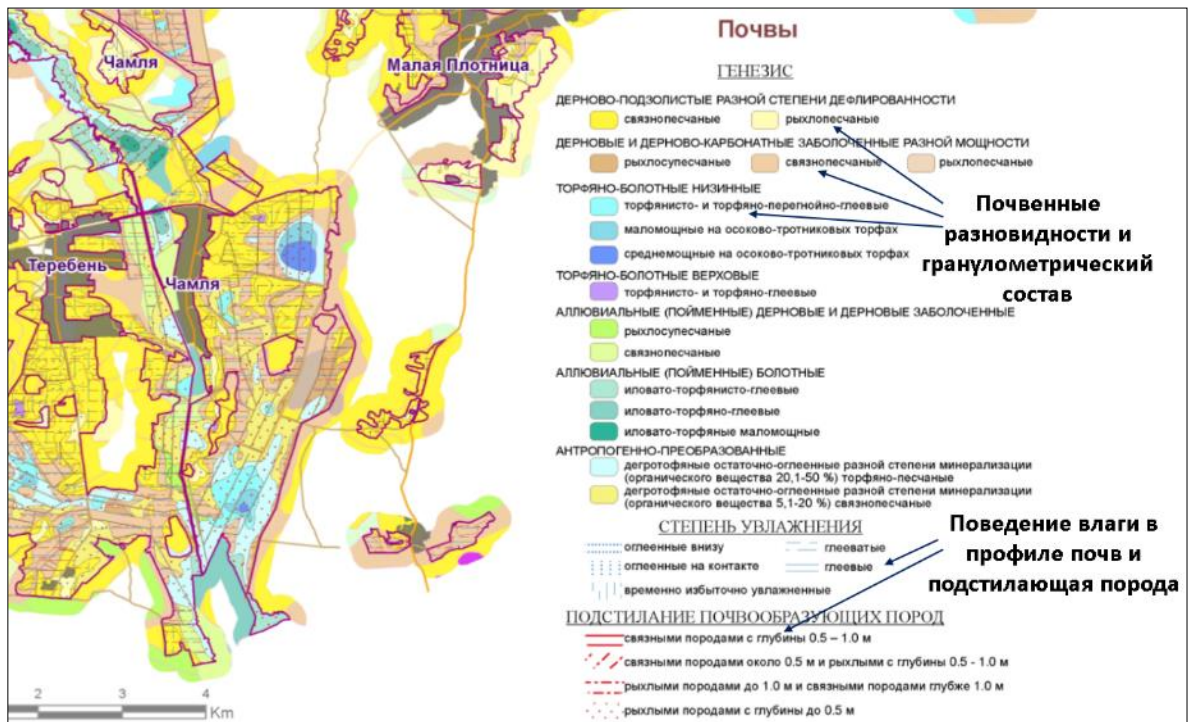 Чамля
Малая Плотница
Теребень
Чамля
2 3 4
Km
Почвы
ГЕНЕЗИС
ДЕРНОВО-ПОДЗОЛИСТЫЕ РАЗНОЙ СТЕПЕНИ ДЕФЛИРОВАННОСТИ
связнопесчаные рыхлопесчаные
ДЕРНОВЫЕ И ДЕРНОВО-КАРБОНАТНЫЕ ЗАБОЛОЧЕННЫЕ РАЗНОЙ МОЩНОСТИ
рыхлосупесчаные связнопесчаные рыхлопесчаные
ТОРФЯНО-БОЛОТНЫЕ НИЗИННЫЕ
торфянисто- и торфяно-перегнойно-глеевые
маломощные на осоково-тротниковых торфах
среднемощные на осоково-тротниковых торфах
ТОРФЯНО-БОЛОТНЫЕ ВЕРХОВЫЕ
торфянисто- и торфяно-глеевые
АЛЛЮВИАЛЬНЫЕ (ПОЙМЕННЫЕ) ДЕРНОВЫЕ И ДЕРНОВЫЕ ЗАБОЛОЧЕННЫЕ
рыхлосупесчаные
связнопесчаные
АЛЛЮВИАЛЬНЫЕ (ПОЙМЕННЫЕ) БОЛОТНЫЕ
иловато-торфянисто-глеевые
иловато-торфяно-глеевые
иловато-торфяные маломощные
АНТРОПОГЕННО-ПРЕОБРАЗОВАННЫЕ
дегротофяные остаточно-оглеенные разной степени минерализации
(органического вещества 20,1-50 %) торфяно-песчаные
дегротофяные остаточно-оглеенные разной степени минерализации
(органического вещества 5,1-20 %) связнопесчаные
СТЕПЕНЬ УВЛАЖНЕНИЯ
оглеенные внизу глееватые
оглеенные на контакте глеевые
временно избыточно увлажненные
ПОДСТИЛАНИЕ ПОЧВООБРАЗУЮЩИХ ПОРОД
связными породами с глубины 0.5 – 1.0 м
связными породами около 0.5 м и рыхлыми с глубины 0.5 - 1.0 м
рыхлыми породами до 1.0 м и связными породами глубже 1.0 м
рыхлыми породами с глубины до 0.5 м
Почвенные
разновидности и
гранулометрический
состав
Поведение влаги в
профиле почв и
подстилающая порода